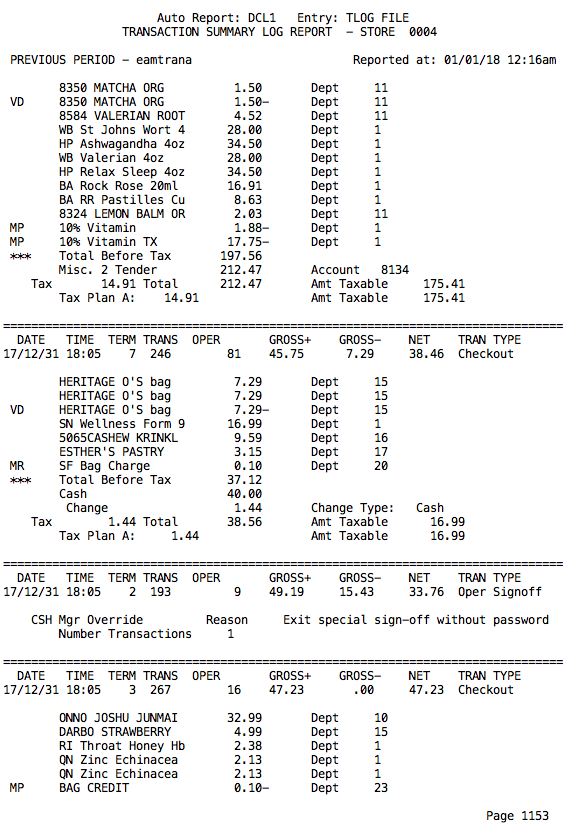 Auto Report: DCL1   Entry: TLOG FILE
TRANSACTION SUMMARY LOG REPORT  - STORE  0004
PREVIOUS PERIOD - eamtrana                       Reported at: 01/01/18 12:16am
        8350 MATCHA ORG          1.50       Dept     11
VD      8350 MATCHA ORG          1.50-      Dept     11
        8584 VALERIAN ROOT       4.52       Dept     11
        WB St Johns Wort 4      28.00       Dept     1
        HP Ashwagandha 4oz      34.50       Dept     1
        WB Valerian 4oz         28.00       Dept     1
        HP Relax Sleep 4oz      34.50       Dept     1
        BA Rock Rose 20ml       16.91       Dept     1
        BA RR Pastilles Cu       8.63       Dept     1
        8324 LEMON BALM OR       2.03       Dept     11
MP      10% Vitamin              1.88-      Dept     1
MP      10% Vitamin TX          17.75-      Dept     1
***     Total Before Tax       197.56
        Misc. 2 Tender         212.47       Account   8134
    Tax       14.91 Total      212.47       Amt Taxable     175.41
        Tax Plan A:    14.91                Amt Taxable     175.41
================================================================================
  DATE   TIME  TERM TRANS  OPER       GROSS+    GROSS-    NET    TRAN TYPE
17/12/31 18:05   7  246        81    45.75      7.29    38.46  Checkout
        HERITAGE O'S bag         7.29       Dept     15
        HERITAGE O'S bag         7.29       Dept     15
VD      HERITAGE O'S bag         7.29-      Dept     15
        SN Wellness Form 9      16.99       Dept     1
        5065CASHEW KRINKL        9.59       Dept     16
        ESTHER'S PASTRY          3.15       Dept     17
MR      SF Bag Charge            0.10       Dept     20
***     Total Before Tax        37.12
        Cash                    40.00
         Change                  1.44       Change Type:   Cash
    Tax        1.44 Total       38.56       Amt Taxable      16.99
        Tax Plan A:     1.44                Amt Taxable      16.99
================================================================================
  DATE   TIME  TERM TRANS  OPER       GROSS+    GROSS-    NET    TRAN TYPE
17/12/31 18:05   2  193         9    49.19     15.43    33.76  Oper Signoff
    CSH Mgr Override         Reason     Exit special sign-off without password
        Number Transactions     1
================================================================================
  DATE   TIME  TERM TRANS  OPER       GROSS+    GROSS-    NET    TRAN TYPE
17/12/31 18:05   3  267        16    47.23       .00    47.23  Checkout
        ONNO JOSHU JUNMAI       32.99       Dept     10
        DARBO STRAWBERRY         4.99       Dept     15
        RI Throat Honey Hb       2.38       Dept     1
        QN Zinc Echinacea        2.13       Dept     1
        QN Zinc Echinacea        2.13       Dept     1
MP      BAG CREDIT               0.10-      Dept     23
Page 1153